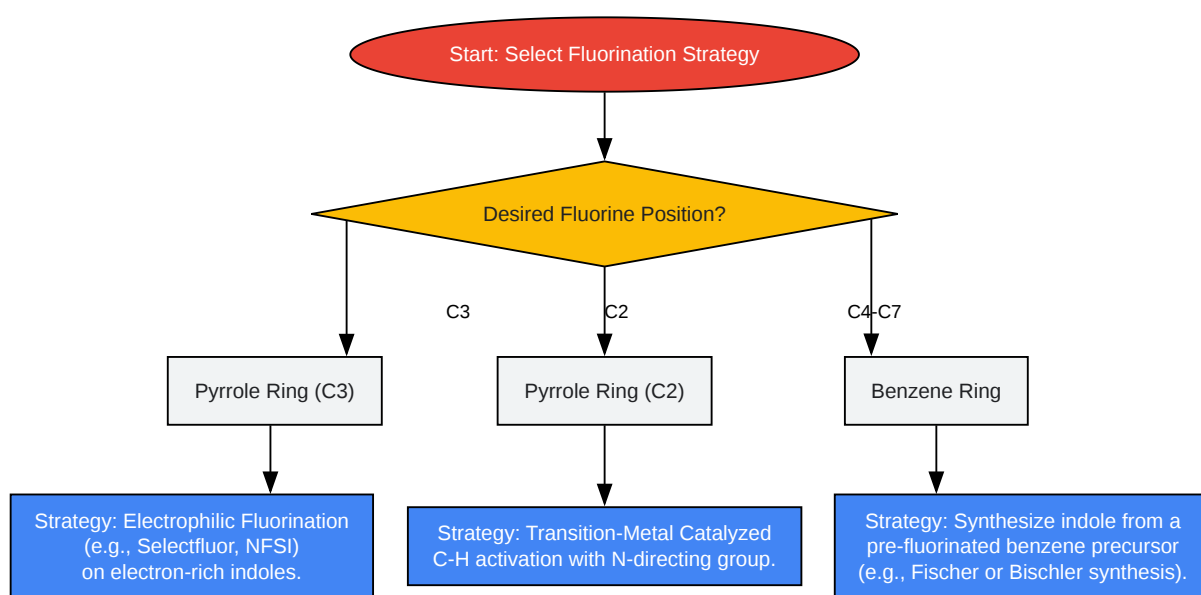 Start: Select Fluorination Strategy
Desired Fluorine Position?
C3
C2
C4-C7
Pyrrole Ring (C3)
Pyrrole Ring (C2)
Benzene Ring
Strategy: Electrophilic Fluorination
(e.g., Selectfluor, NFSI)
on electron-rich indoles.
Strategy: Transition-Metal Catalyzed
C-H activation with N-directing group.
Strategy: Synthesize indole from a
pre-fluorinated benzene precursor
(e.g., Fischer or Bischler synthesis).